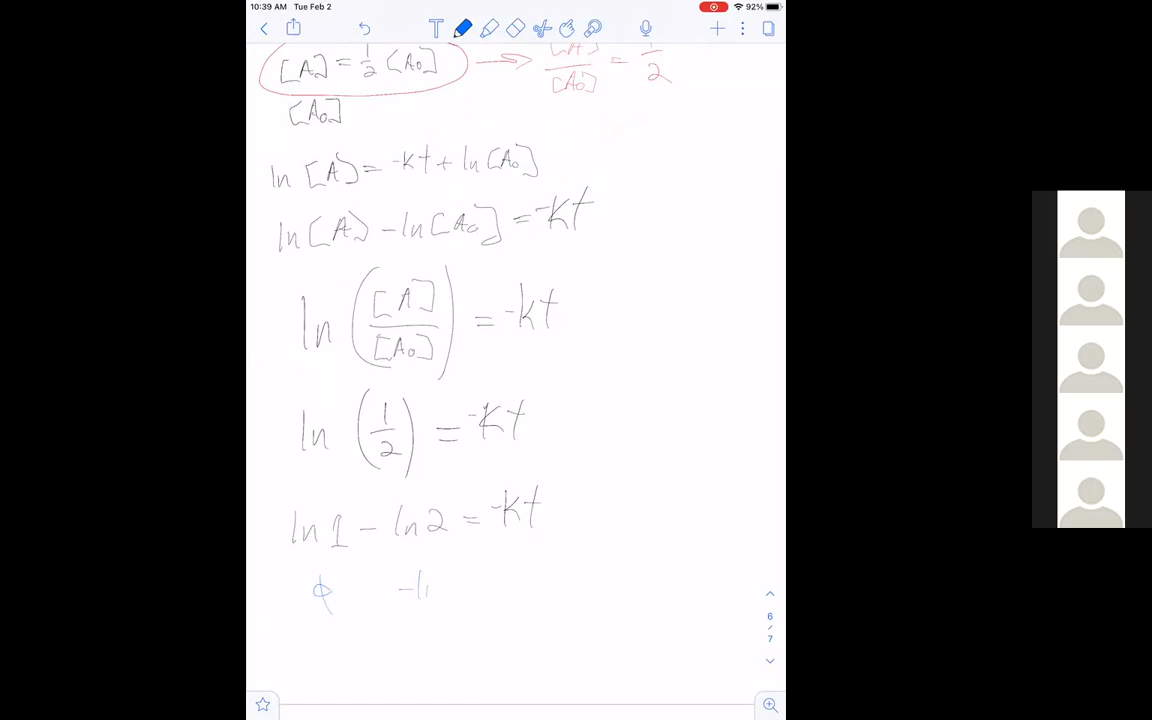 10:39 AM Tue Feb 2
92%
[A] = 1/2 [A₀] → [A]/[A₀] = 1/2
[A₀]
ln [A] = -kt + ln [A₀]
ln [A] - ln [A₀] = -kt
ln ([A]/[A₀]) = -kt
ln (1/2) = -kt
ln 1 - ln 2 = -kt
6
/
7